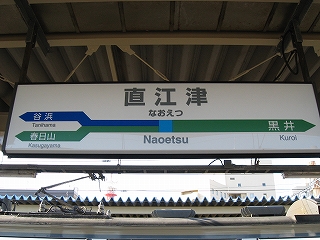 直江津
なおえつ
谷浜
Tanihama
春日山
Kasugayama
Naoetsu
黒井
Kuroi